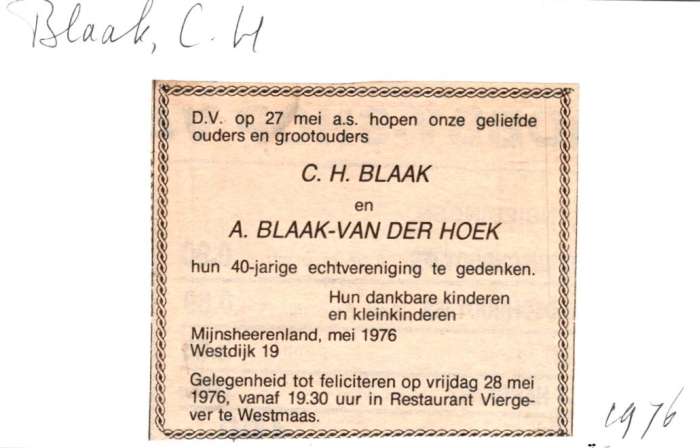 Blaak, C. H
D.V. op 27 mei a.s. hopen onze geliefde
ouders en grootouders
C. H. BLAAK
en
A. BLAAK-VAN DER HOEK
hun 40-jarige echtvereniging te gedenken.
Hun dankbare kinderen
en kleinkinderen
Mijnsheerenland, mei 1976
Westdijk 19
Gelegenheid tot feliciteren op vrijdag 28 mei
1976, vanaf 19.30 uur in Restaurant Vierge-
ver te Westmaas.
1976